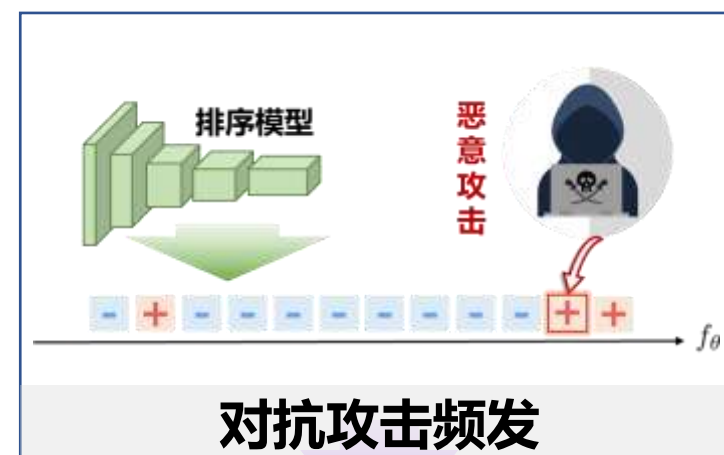 排序模型
恶意攻击
- + - - - - - - - - + +
fθ
对抗攻击频发